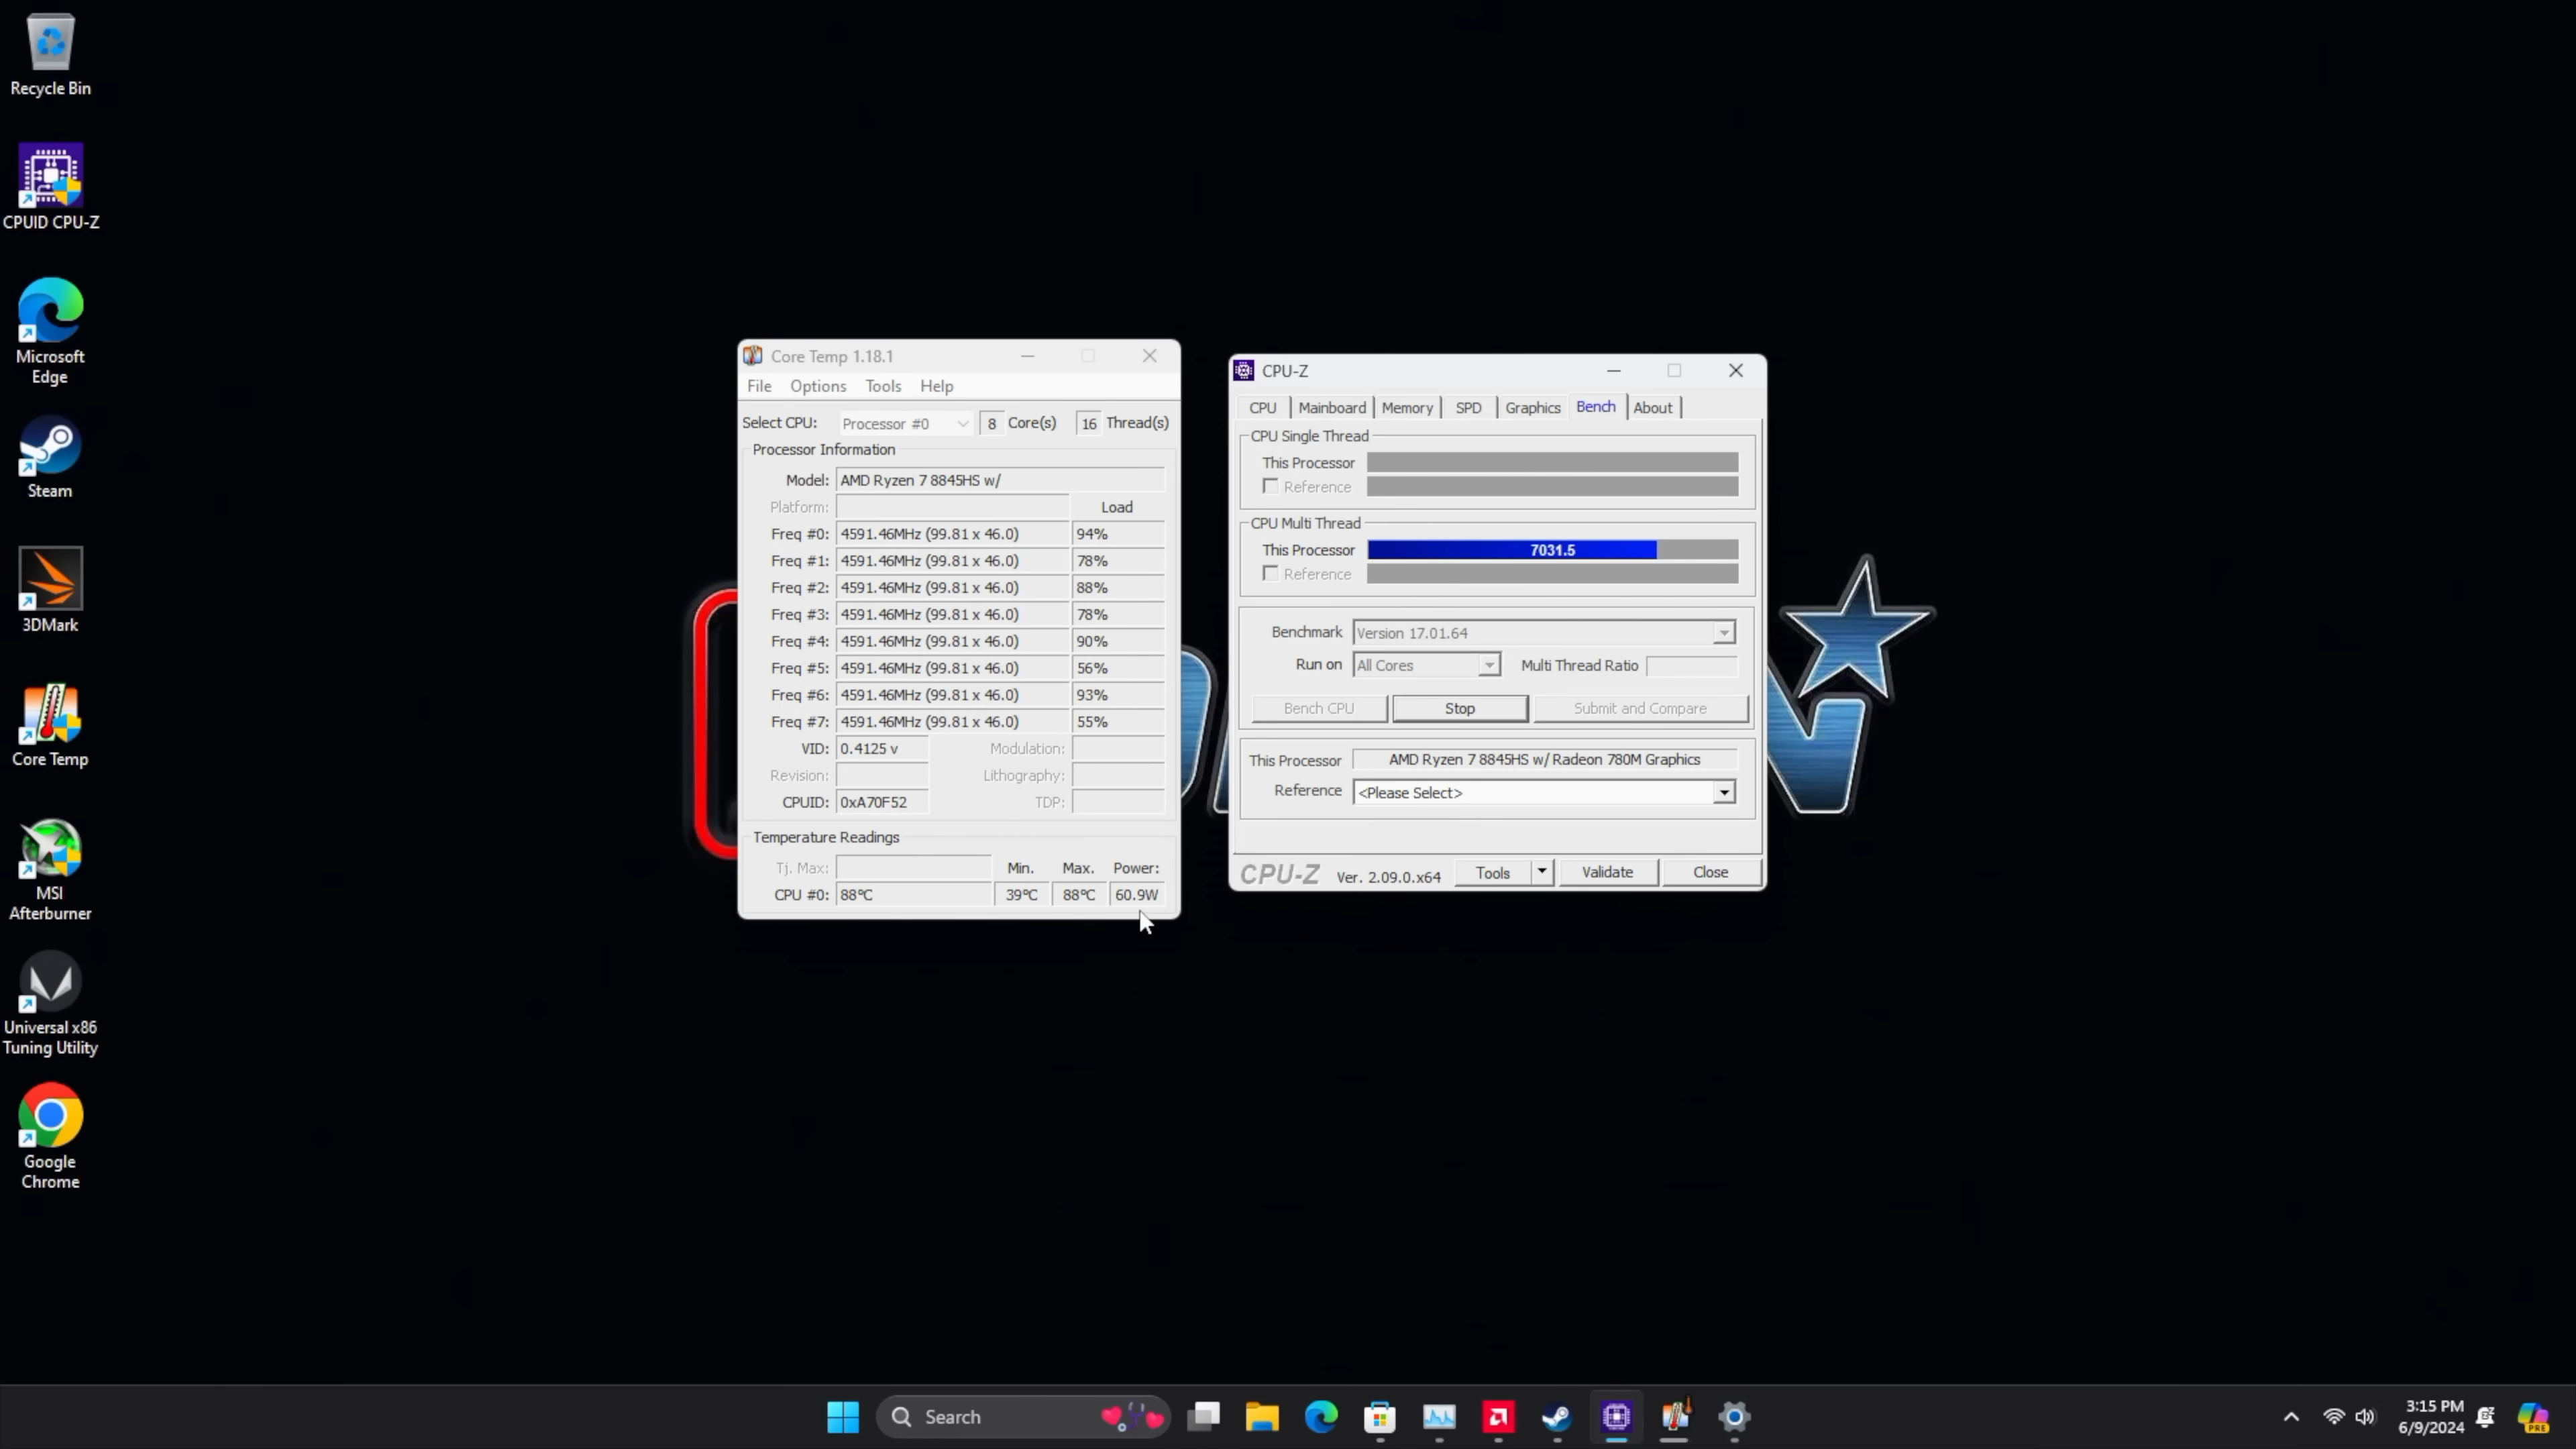 Recycle Bin
CPUID CPU-Z
Microsoft
Edge
Steam
3DMark
Core Temp
MSI
Afterburner
Universal x86
Tuning Utility
Google
Chrome
Core Temp 1.18.1
File Options Tools Help
Select CPU: Processor #0 8 Core(s) 16 Thread(s)
Processor Information
Model: AMD Ryzen 7 8845HS w/
Platform: Load
Freq #0: 4591.46MHz (99.81 x 46.0) 94%
Freq #1: 4591.46MHz (99.81 x 46.0) 78%
Freq #2: 4591.46MHz (99.81 x 46.0) 88%
Freq #3: 4591.46MHz (99.81 x 46.0) 78%
Freq #4: 4591.46MHz (99.81 x 46.0) 90%
Freq #5: 4591.46MHz (99.81 x 46.0) 56%
Freq #6: 4591.46MHz (99.81 x 46.0) 93%
Freq #7: 4591.46MHz (99.81 x 46.0) 55%
VID: 0.4125 v Modulation:
Revision: Lithography:
CPUID: 0xA70F52 TDP:
Temperature Readings
Tj. Max: Min. Max. Power:
CPU #0: 88°C 39°C 88°C 60.9W
CPU-Z
CPU Mainboard Memory SPD Graphics Bench About
CPU Single Thread
This Processor
Reference
CPU Multi Thread
This Processor 7031.5
Reference
Benchmark Version 17.01.64
Run on All Cores Multi Thread Ratio
Bench CPU Stop Submit and Compare
This Processor AMD Ryzen 7 8845HS w/ Radeon 780M Graphics
Reference <Please Select>
CPU-Z Ver. 2.09.0.x64 Tools Validate Close
Search
3:15 PM
6/9/2024
PRE